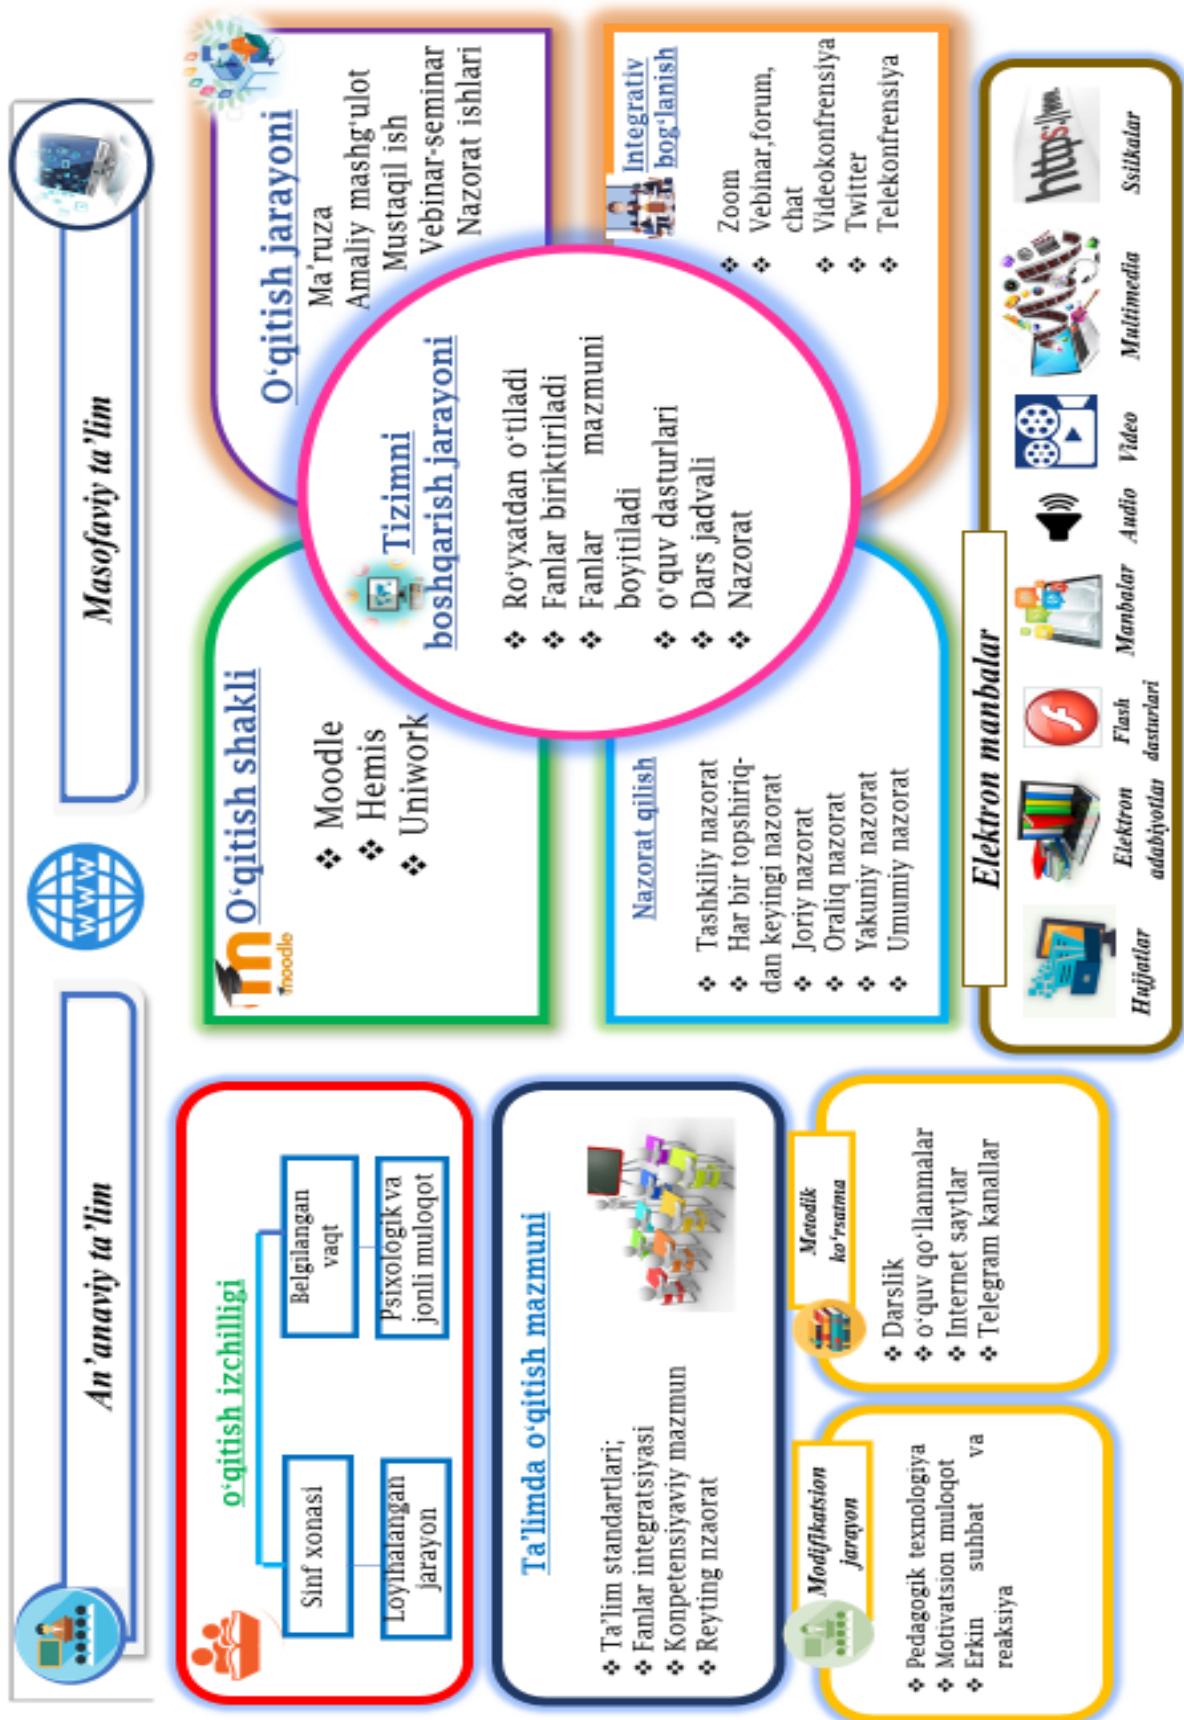 An’anaviy ta’lim
WWW
Masofaviy ta’lim
o‘qitish izchilligi
Sinf xonasi
Belgilangan
vaqt
Loyihalangan
jarayon
Psixologik va
jonli muloqot
Ta’limda o‘qitish mazmuni
❖ Ta’lim standartlari;
❖ Fanlar integratsiyasi
❖ Konpetensiyaviy mazmun
❖ Reyting nzaorat
Modifikatsion
jarayon
❖ Pedagogik texnologiya
❖ Motivatsion muloqot
❖ Erkin suhbat va
reaksiya
Metodik
ko‘rsatma
❖ Darslik
❖ o‘quv qo‘llanmalar
❖ Internet saytlar
❖ Telegram kanallar
m
moodle
O‘qitish shakli
❖ Moodle
❖ Hemis
❖ Uniwork
O‘qitish jarayoni
Ma’ruza
Amaliy mashg‘ulot
Mustaqil ish
Vebinar-seminar
Nazorat ishlari
Tizimni
boshqarish jarayoni
❖ Ro‘yxatdan o‘tiladi
❖ Fanlar biriktiriladi
❖ Fanlar mazmuni
boyitiladi
❖ o‘quv dasturlari
❖ Dars jadvali
❖ Nazorat
Nazorat qilish
❖ Tashkiliy nazorat
❖ Har bir topshiriq-
dan keyingi nazorat
❖ Joriy nazorat
❖ Oraliq nazorat
❖ Yakuniy nazorat
❖ Umumiy nazorat
Integrativ
bog‘lanish
❖ Zoom
❖ Vebinar,forum,
chat
❖ Videokonfrensiya
❖ Twitter
❖ Telekonfrensiya
Elektron manbalar
https://www.
Hujjatlar
Elektron
adabiyotlar
Flash
dasturlari
Manbalar
Audio
Video
Multimedia
Ssilkalar